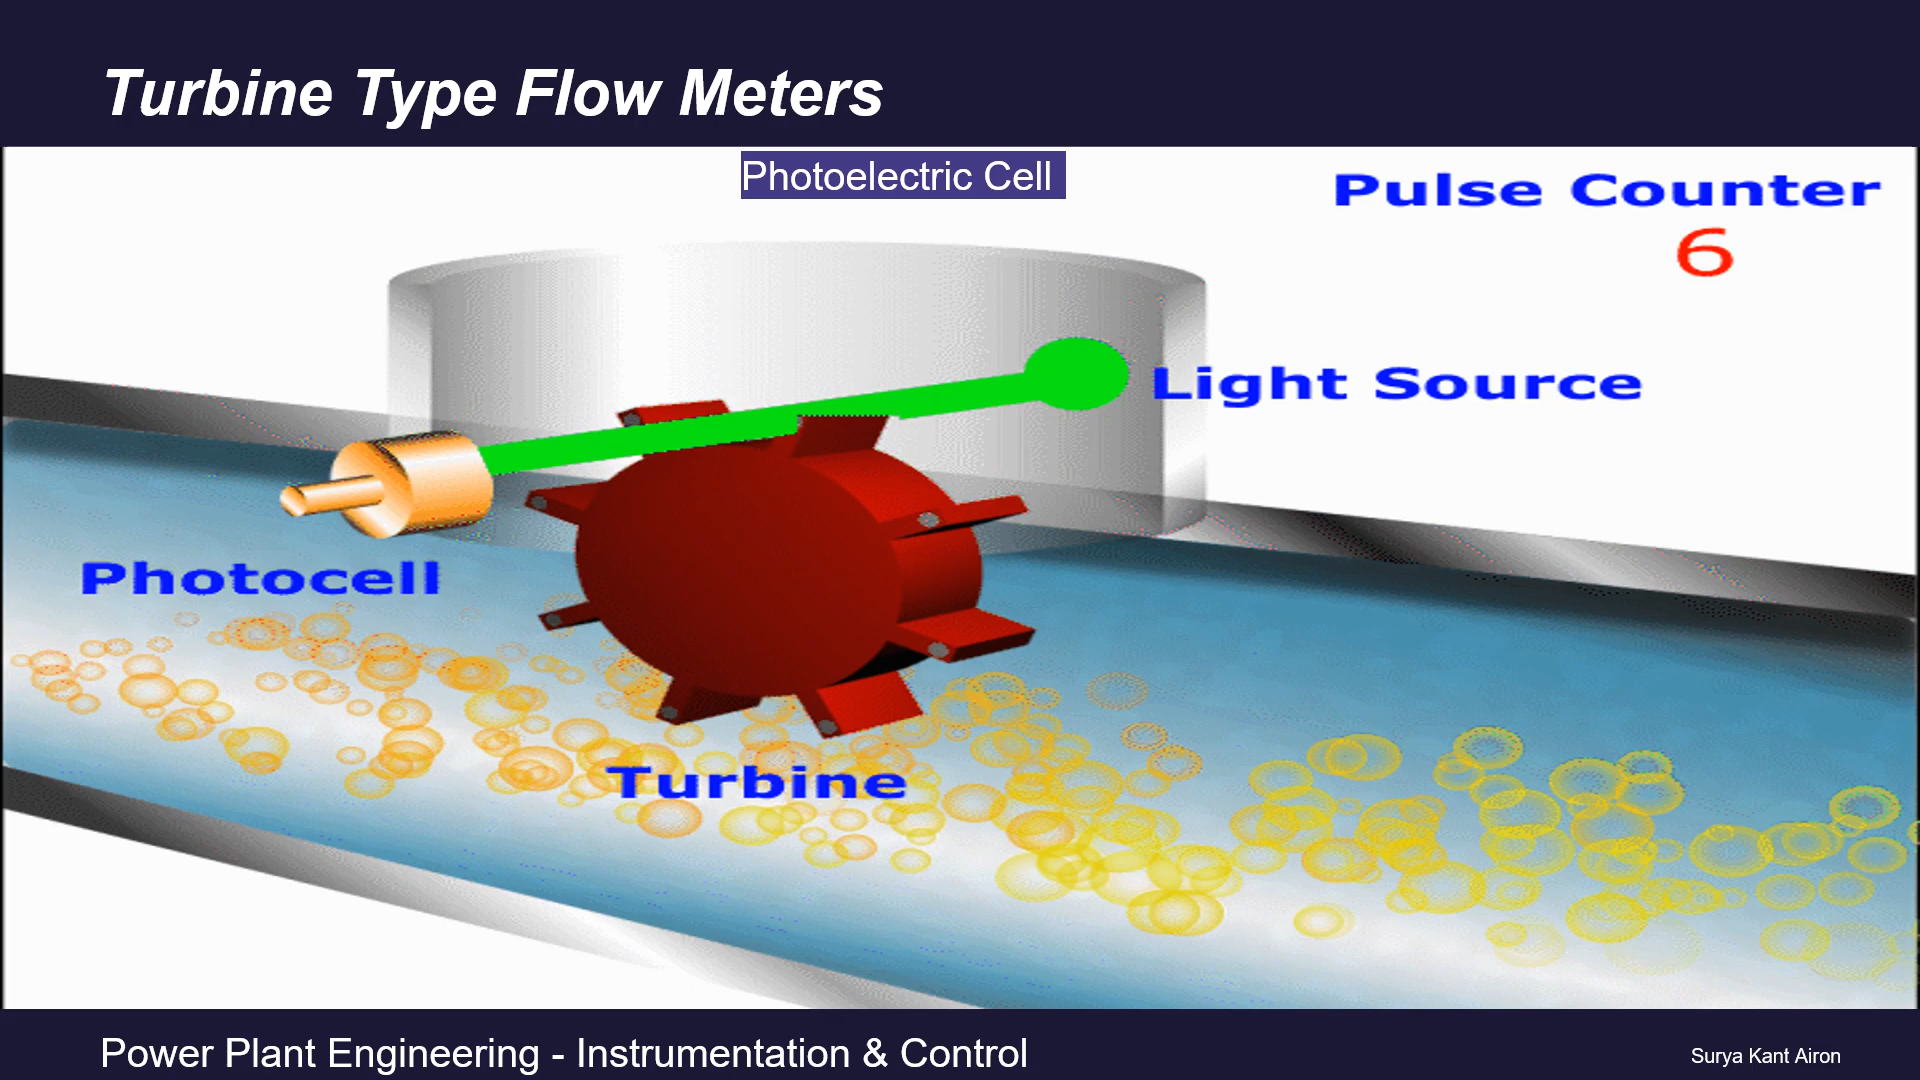 Turbine Type Flow Meters
Photoelectric Cell
Pulse Counter
6
Light Source
Photocell
Turbine
Power Plant Engineering - Instrumentation & Control
Surya Kant Airon